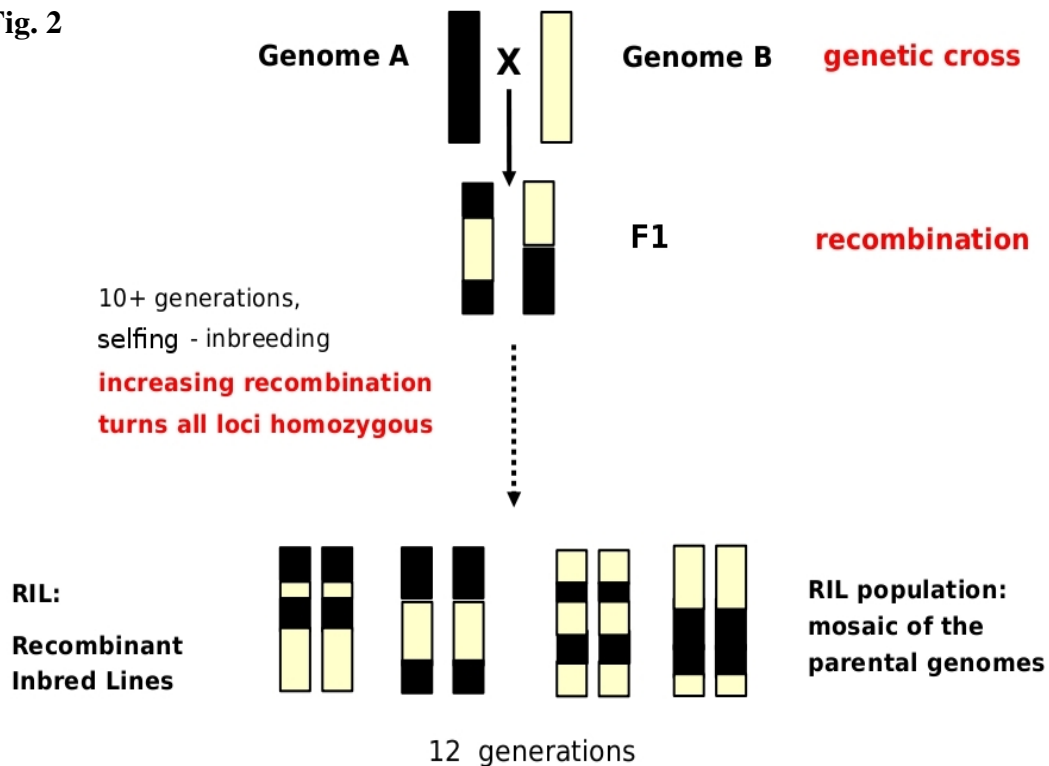 Fig. 2
Genome A X Genome B genetic cross
F1 recombination
10+ generations,
selfing - inbreeding
increasing recombination
turns all loci homozygous
RIL:
Recombinant
Inbred Lines
RIL population:
mosaic of the
parental genomes
12 generations